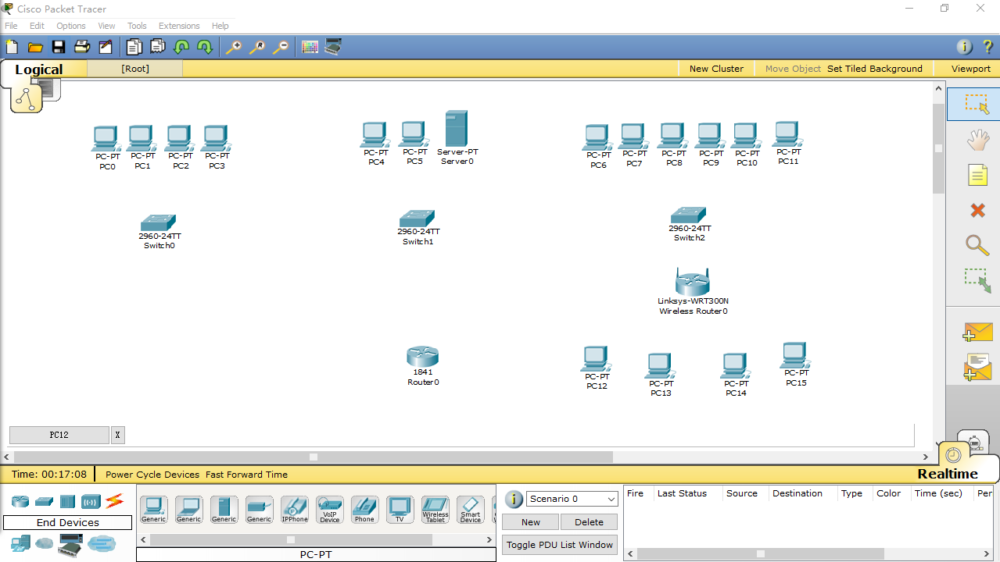 Cisco Packet Tracer
File Edit Options View Tools Extensions Help
Logical [Root] New Cluster Move Object Set Tiled Background Viewport
PC-PT
PC0
PC-PT
PC1
PC-PT
PC2
PC-PT
PC3
PC-PT
PC4
PC-PT
PC5
Server-PT
Server0
PC-PT
PC6
PC-PT
PC7
PC-PT
PC8
PC-PT
PC9
PC-PT
PC10
PC-PT
PC11
2960-24TT
Switch0
2960-24TT
Switch1
2960-24TT
Switch2
Linksys-WRT300N
Wireless Router0
1841
Router0
PC-PT
PC12
PC-PT
PC13
PC-PT
PC14
PC-PT
PC15
PC12 X
Time: 00:17:08 Power Cycle Devices Fast Forward Time Realtime
End Devices
Generic Generic Generic Generic IPPhone VoIP Device Phone TV Wireless Tablet Smart Device
PC-PT
Scenario 0
New Delete
Toggle PDU List Window
Fire Last Status Source Destination Type Color Time (sec) Per